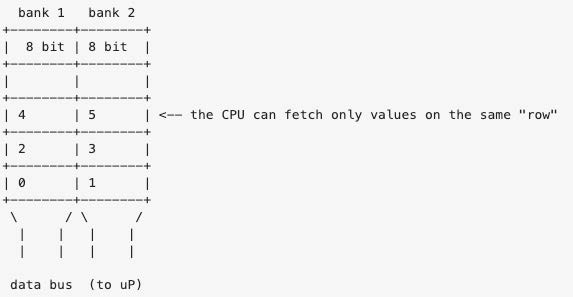 bank 1   bank 2
8 bit | 8 bit
4 | 5 | <-- the CPU can fetch only values on the same "row"
2 | 3
0 | 1
data bus  (to uP)